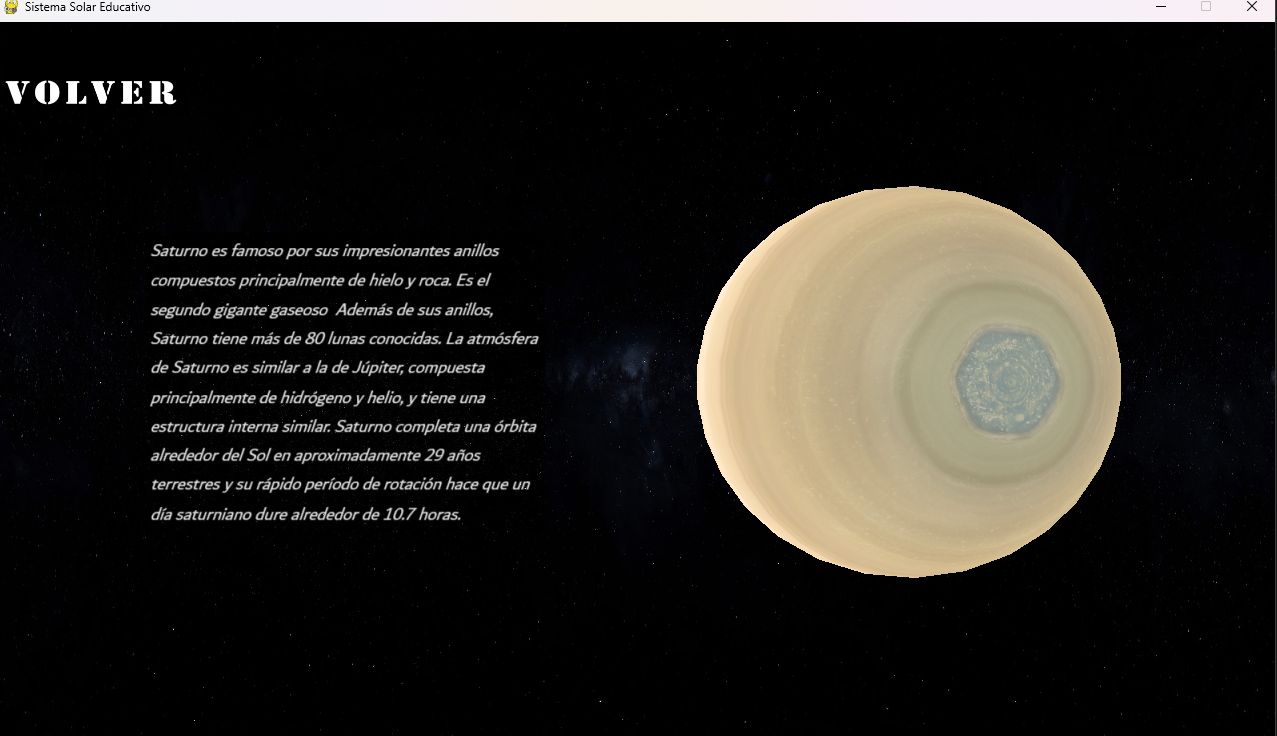 Sistema Solar Educativo
VOLVER
Saturno es famoso por sus impresionantes anillos
compuestos principalmente de hielo y roca. Es el
segundo gigante gaseoso  Además de sus anillos,
Saturno tiene más de 80 lunas conocidas. La atmósfera
de Saturno es similar a la de Júpiter, compuesta
principalmente de hidrógeno y helio, y tiene una
estructura interna similar. Saturno completa una órbita
alrededor del Sol en aproximadamente 29 años
terrestres y su rápido período de rotación hace que un
día saturniano dure alrededor de 10.7 horas.